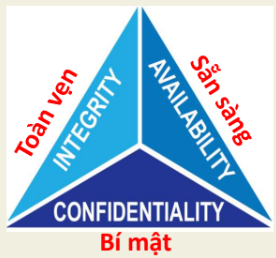 Toàn vẹn
INTEGRITY
AVAILABILITY
Sẵn sàng
CONFIDENTIALITY
Bí mật